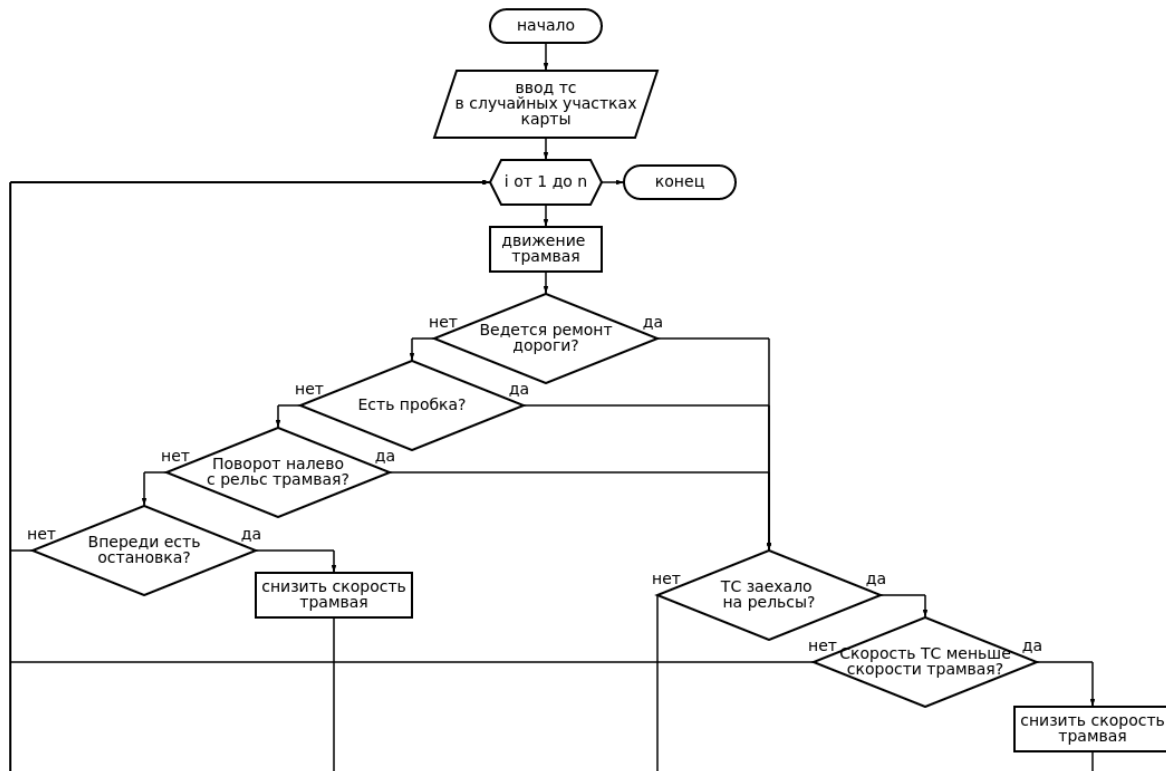 начало
ввод тс
в случайных участках
карты
i от 1 до n
конец
движение
трамвая
нет
Ведется ремонт
дороги?
да
нет
Есть пробка?
да
нет
Поворот налево
с рельс трамвая?
да
нет
Впереди есть
остановка?
да
снизить скорость
трамвая
нет
ТС заехало
на рельсы?
да
нет
Скорость ТС меньше
скорости трамвая?
да
снизить скорость
трамвая